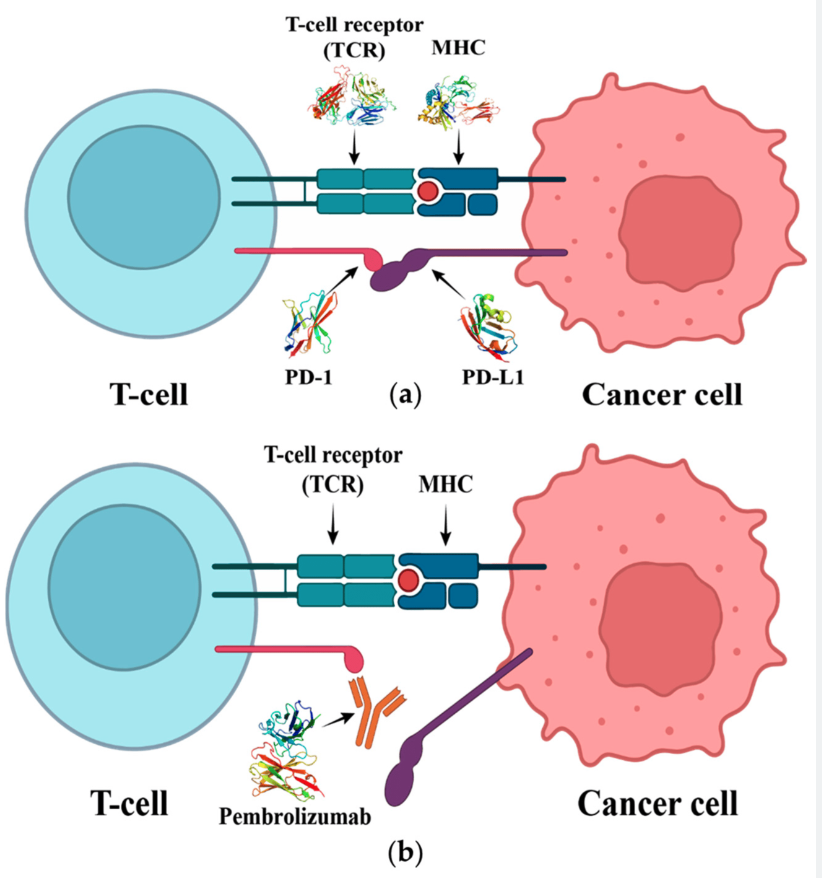 T-cell receptor
(TCR)
MHC
PD-1
PD-L1
T-cell
(a)
Cancer cell
T-cell receptor
(TCR)
MHC
Pembrolizumab
T-cell
Cancer cell
(b)